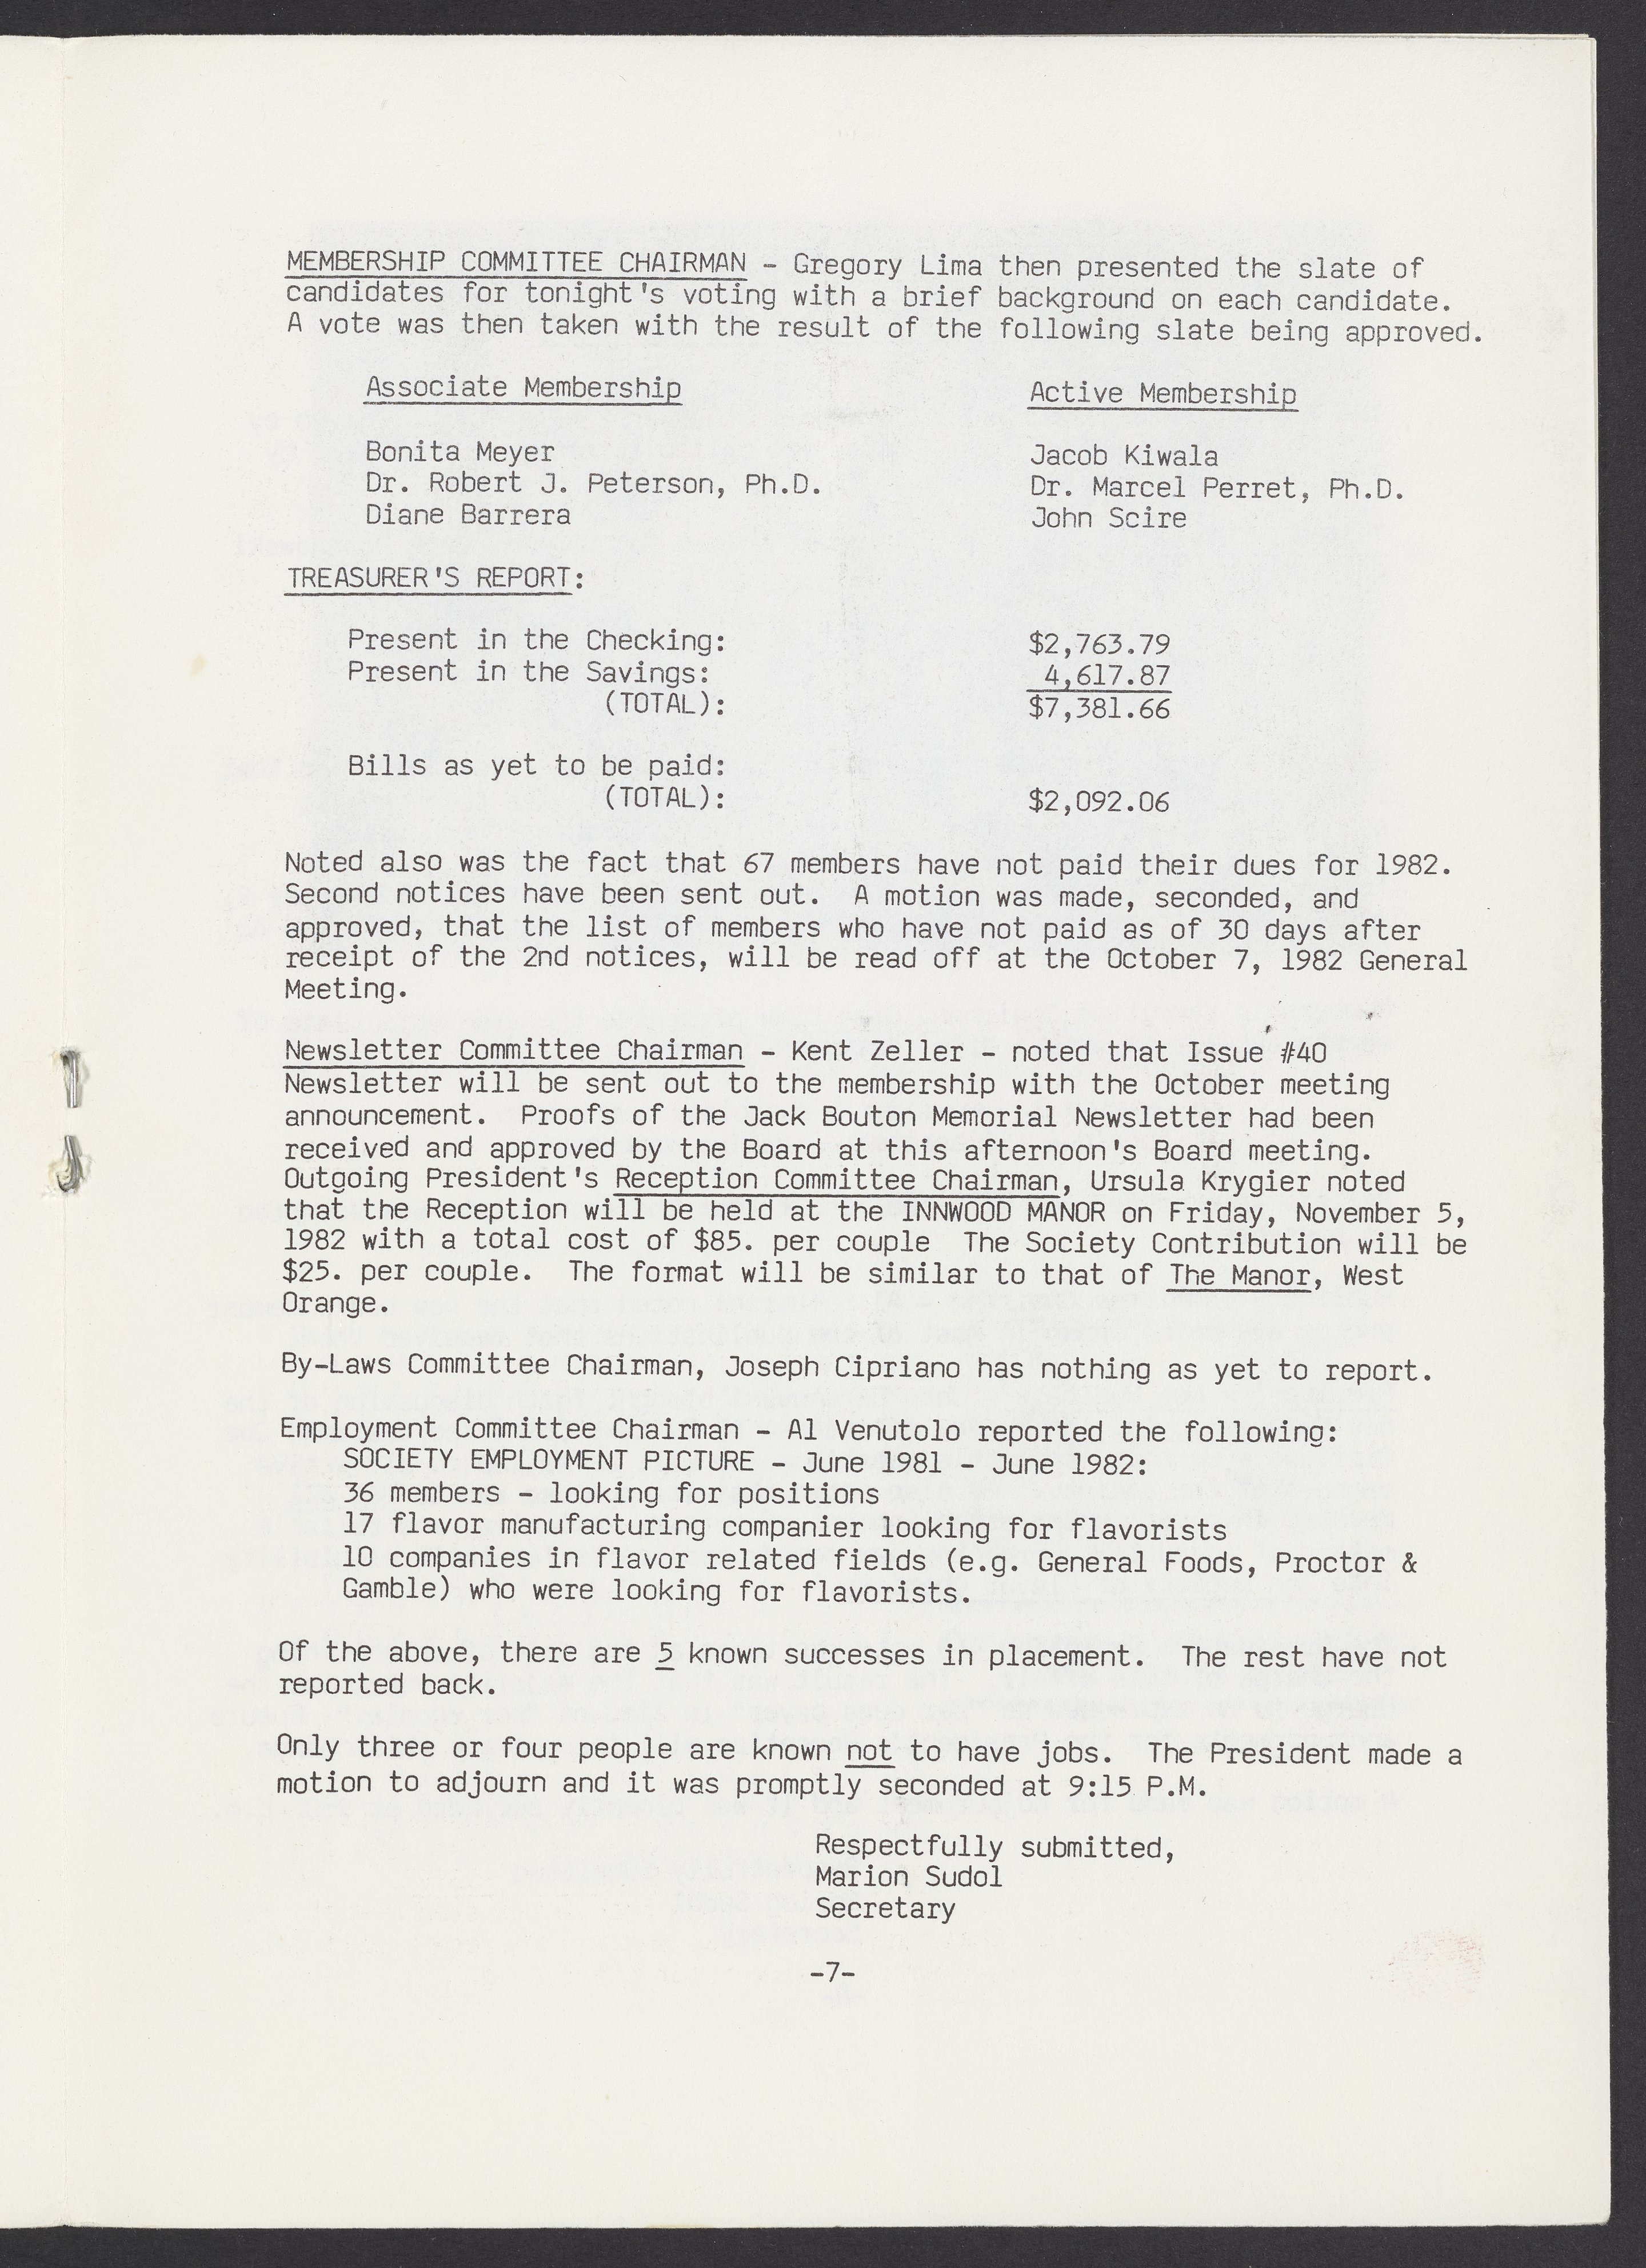 MEMBERSHIP COMMITTEE CHAIRMAN - Gregory Lima then presented the slate of
candidates for tonight's voting with a brief background on each candidate.
A vote was then taken with the result of the following slate being approved.
Associate Membership Active Membership
Bonita Meyer Jacob Kiwala
Dr. Robert J. Peterson, Ph.D. Dr. Marcel Perret, Ph.D.
Diane Barrera John Scire
TREASURER'S REPORT:
Present in the Checking: $2,763.79
Present in the Savings: 4,617.87
(TOTAL): $7,381.66
Bills as yet to be paid:
(TOTAL): $2,092.06
Noted also was the fact that 67 members have not paid their dues for 1982.
Second notices have been sent out. A motion was made, seconded, and
approved, that the list of members who have not paid as of 30 days after
receipt of the 2nd notices, will be read off at the October 7, 1982 General
Meeting.
Newsletter Committee Chairman - Kent Zeller - noted that Issue #40
Newsletter will be sent out to the membership with the October meeting
announcement. Proofs of the Jack Bouton Memorial Newsletter had been
received and approved by the Board at this afternoon's Board meeting.
Outgoing President's Reception Committee Chairman, Ursula Krygier noted
that the Reception will be held at the INNWOOD MANOR on Friday, November 5,
1982 with a total cost of $85. per couple The Society Contribution will be
$25. per couple. The format will be similar to that of The Manor, West
Orange.
By-Laws Committee Chairman, Joseph Cipriano has nothing as yet to report.
Employment Committee Chairman - Al Venutolo reported the following:
SOCIETY EMPLOYMENT PICTURE - June 1981 - June 1982:
36 members - looking for positions
17 flavor manufacturing companier looking for flavorists
10 companies in flavor related fields (e.g. General Foods, Proctor &
Gamble) who were looking for flavorists.
Of the above, there are 5 known successes in placement. The rest have not
reported back.
Only three or four people are known not to have jobs. The President made a
motion to adjourn and it was promptly seconded at 9:15 P.M.
Respectfully submitted,
Marion Sudol
Secretary
-7-